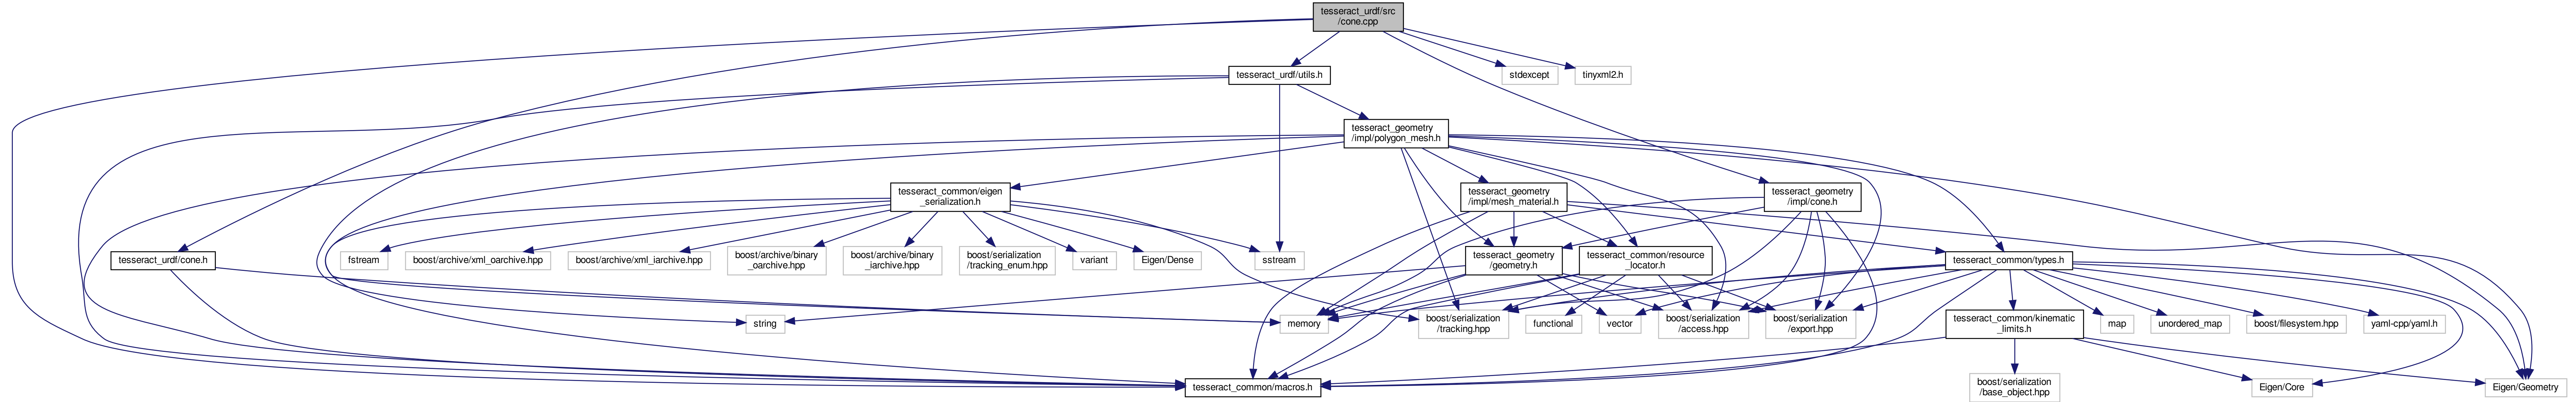 tesseract_urdf/src
/cone.cpp
tesseract_urdf/utils.h
stdexcept
tinyxml2.h
tesseract_geometry
/impl/polygon_mesh.h
tesseract_common/eigen
_serialization.h
tesseract_geometry
/impl/mesh_material.h
tesseract_geometry
/impl/cone.h
tesseract_urdf/cone.h
fstream
boost/archive/xml_oarchive.hpp
boost/archive/xml_iarchive.hpp
boost/archive/binary
_oarchive.hpp
boost/archive/binary
_iarchive.hpp
boost/serialization
/tracking_enum.hpp
variant
Eigen/Dense
sstream
tesseract_geometry
/geometry.h
tesseract_common/resource
_locator.h
tesseract_common/types.h
string
memory
boost/serialization
/tracking.hpp
functional
vector
boost/serialization
/access.hpp
boost/serialization
/export.hpp
tesseract_common/kinematic
_limits.h
map
unordered_map
boost/filesystem.hpp
yaml-cpp/yaml.h
tesseract_common/macros.h
boost/serialization
/base_object.hpp
Eigen/Core
Eigen/Geometry